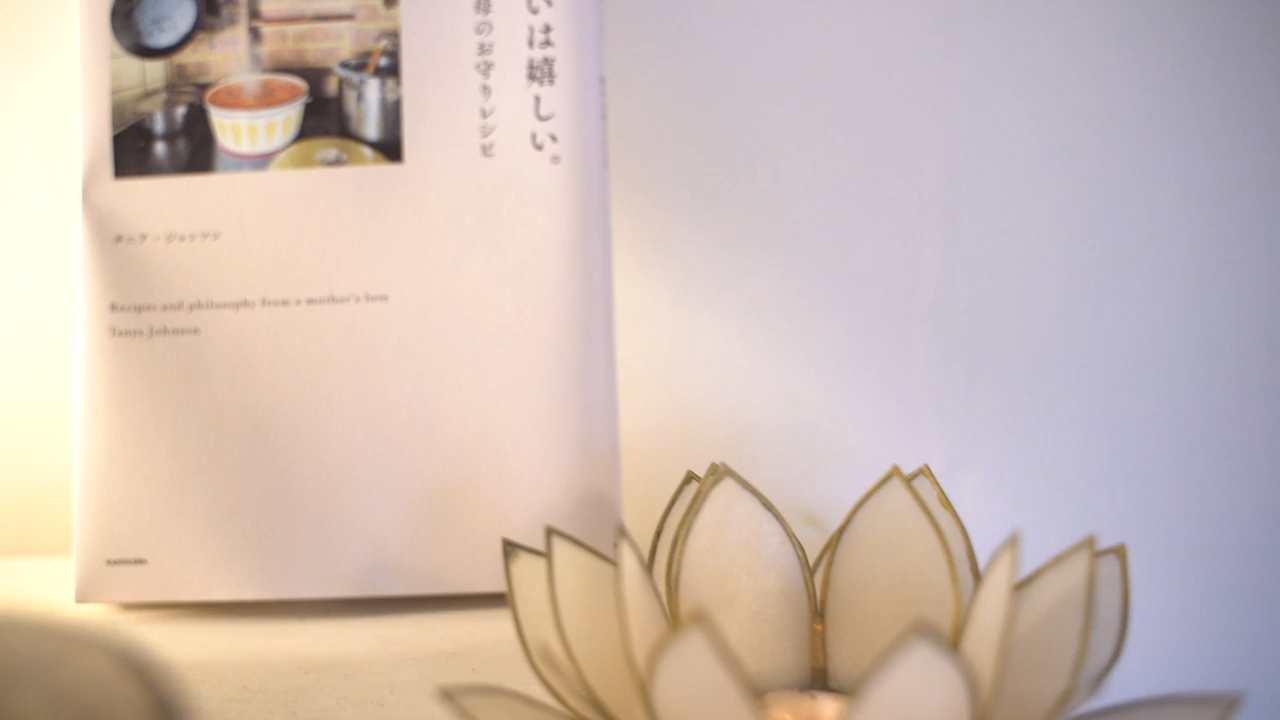 いは嬉しい。
のお守りレシピ
タニア・ジョンソン
Recipes and philosophy from a mother's love
Tanya Johnson
KADOKAWA